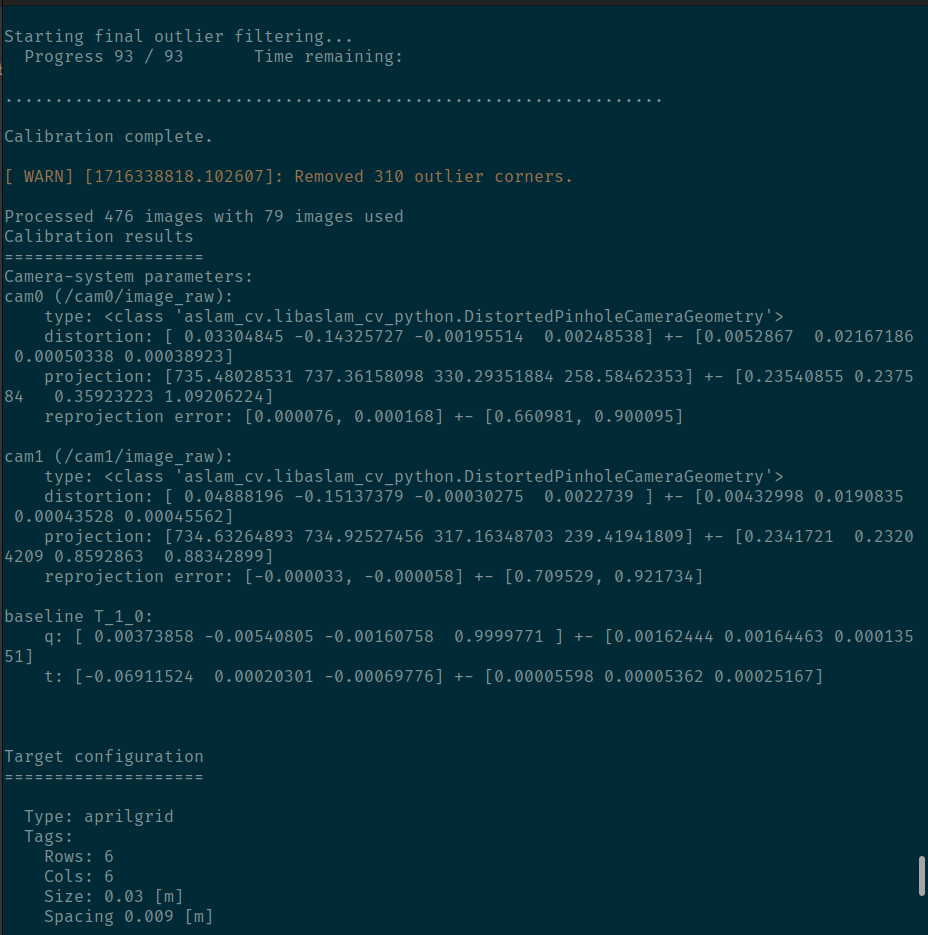 Starting final outlier filtering...
  Progress 93 / 93       Time remaining:
..................................................................
Calibration complete.
[ WARN] [1716338818.102607]: Removed 310 outlier corners.
Processed 476 images with 79 images used
Calibration results
====================
Camera-system parameters:
cam0 (/cam0/image_raw):
    type: <class 'aslam_cv.libaslam_cv_python.DistortedPinholeCameraGeometry'>
    distortion: [ 0.03304845 -0.14325727 -0.00195514  0.00248538] +- [0.0052867  0.02167186
 0.00050338 0.00038923]
    projection: [735.48028531 737.36158098 330.29351884 258.58462353] +- [0.23540855 0.2375
84   0.35923223 1.09206224]
    reprojection error: [0.000076, 0.000168] +- [0.660981, 0.900095]
cam1 (/cam1/image_raw):
    type: <class 'aslam_cv.libaslam_cv_python.DistortedPinholeCameraGeometry'>
    distortion: [ 0.04888196 -0.15137379 -0.00030275  0.0022739 ] +- [0.00432998 0.0190835
 0.00043528 0.00045562]
    projection: [734.63264893 734.92527456 317.16348703 239.41941809] +- [0.2341721  0.2320
4209 0.8592863  0.88342899]
    reprojection error: [-0.000033, -0.000058] +- [0.709529, 0.921734]
baseline T_1_0:
    q: [ 0.00373858 -0.00540805 -0.00160758  0.9999771 ] +- [0.00162444 0.00164463 0.000135
51]
    t: [-0.06911524  0.00020301 -0.00069776] +- [0.00005598 0.00005362 0.00025167]
Target configuration
====================
  Type: aprilgrid
  Tags:
    Rows: 6
    Cols: 6
    Size: 0.03 [m]
    Spacing 0.009 [m]